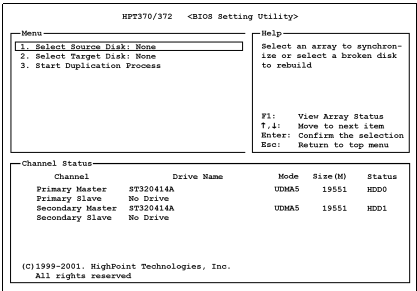 HPT370/372 <BIOS Setting Utility>
Menu
1. Select Source Disk: None
2. Select Target Disk: None
3. Start Duplication Process
Help
Select an array to synchron-
ize or select a broken disk
to rebuild
F1: View Array Status
↑,↓: Move to next item
Enter: Confirm the selection
Esc: Return to top menu
Channel Status
Channel Drive Name Mode Size(M) Status
Primary Master ST320414A UDMA5 19551 HDD0
Primary Slave No Drive
Secondary Master ST320414A UDMA5 19551 HDD1
Secondary Slave No Drive
(C)1999-2001. HighPoint Technologies, Inc.
All rights reserved